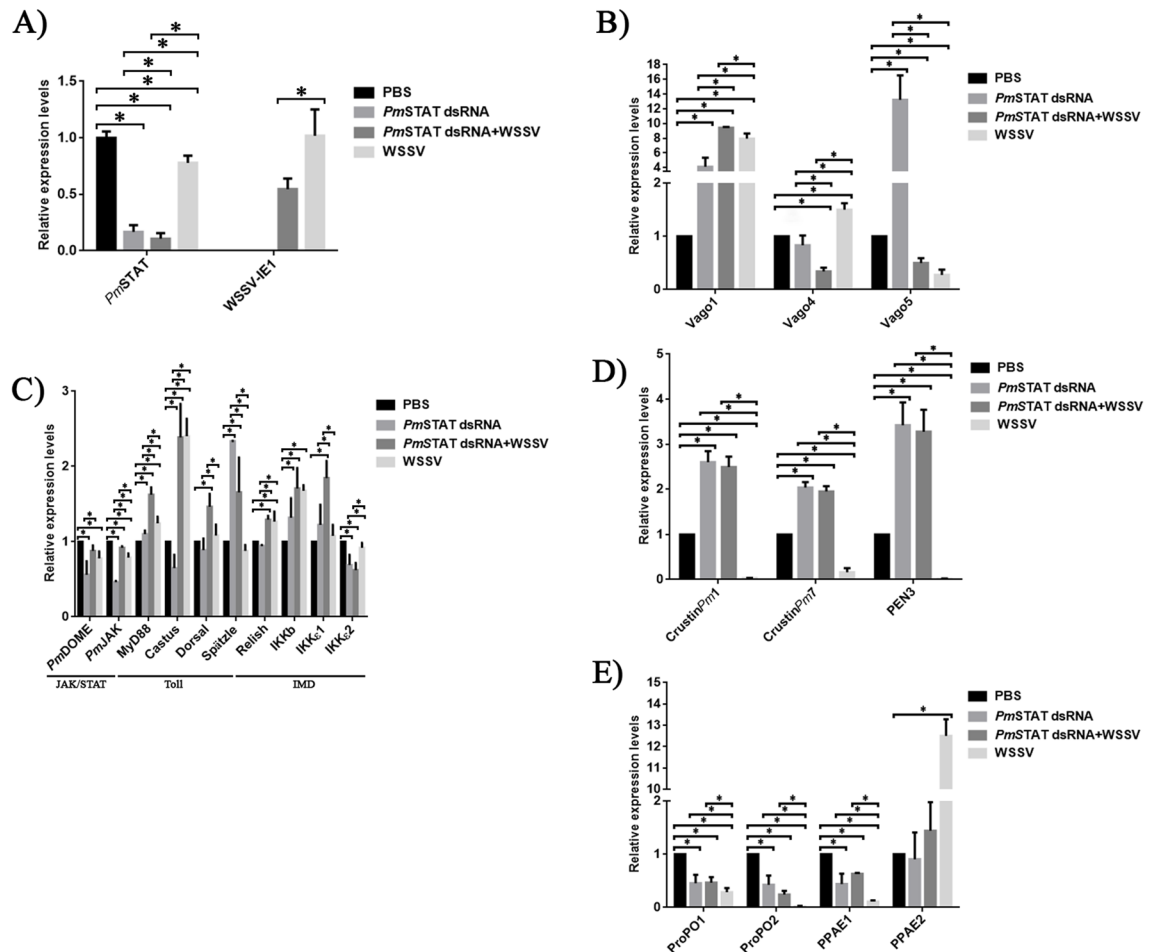 A)
Relative expression levels
1.5
1.0
0.5
0.0
* * * * * * *
PmSTAT
WSSV-IE1
PBS
PmSTAT dsRNA
PmSTAT dsRNA+WSSV
WSSV
B)
Relative expression levels
18
16
14
12
10
8
6
4
2
1
0
Vago1
Vago4
Vago5
PBS
PmSTAT dsRNA
PmSTAT dsRNA+WSSV
WSSV
C)
Relative expression levels
3
2
1
0
PmDOME
PmJAK
MyD88
Castus
Dorsal
Spätzle
Relish
IKKb
IKKε1
IKKε2
JAK/STAT
Toll
IMD
PBS
PmSTAT dsRNA
PmSTAT dsRNA+WSSV
WSSV
D)
Relative expression levels
5
4
3
2
1
0
CrustinPm1
CrustinPm7
PEN3
PBS
PmSTAT dsRNA
PmSTAT dsRNA+WSSV
WSSV
E)
Relative expression levels
15
14
13
12
11
10
2
1
0
ProPO1
ProPO2
PPAE1
PPAE2
PBS
PmSTAT dsRNA
PmSTAT dsRNA+WSSV
WSSV